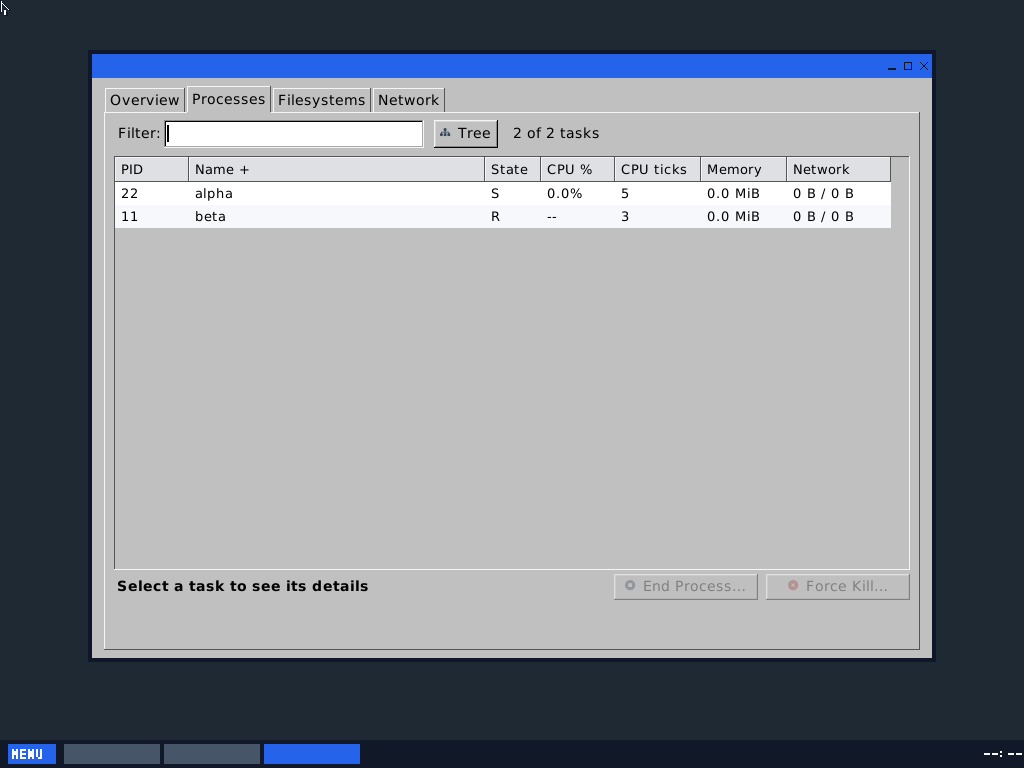 Overview Processes Filesystems Network
Filter: Tree 2 of 2 tasks
PID Name + State CPU % CPU ticks Memory Network
22 alpha S 0.0% 5 0.0 MiB 0 B / 0 B
11 beta R -- 3 0.0 MiB 0 B / 0 B
Select a task to see its details End Process... Force Kill...
MENU --:--